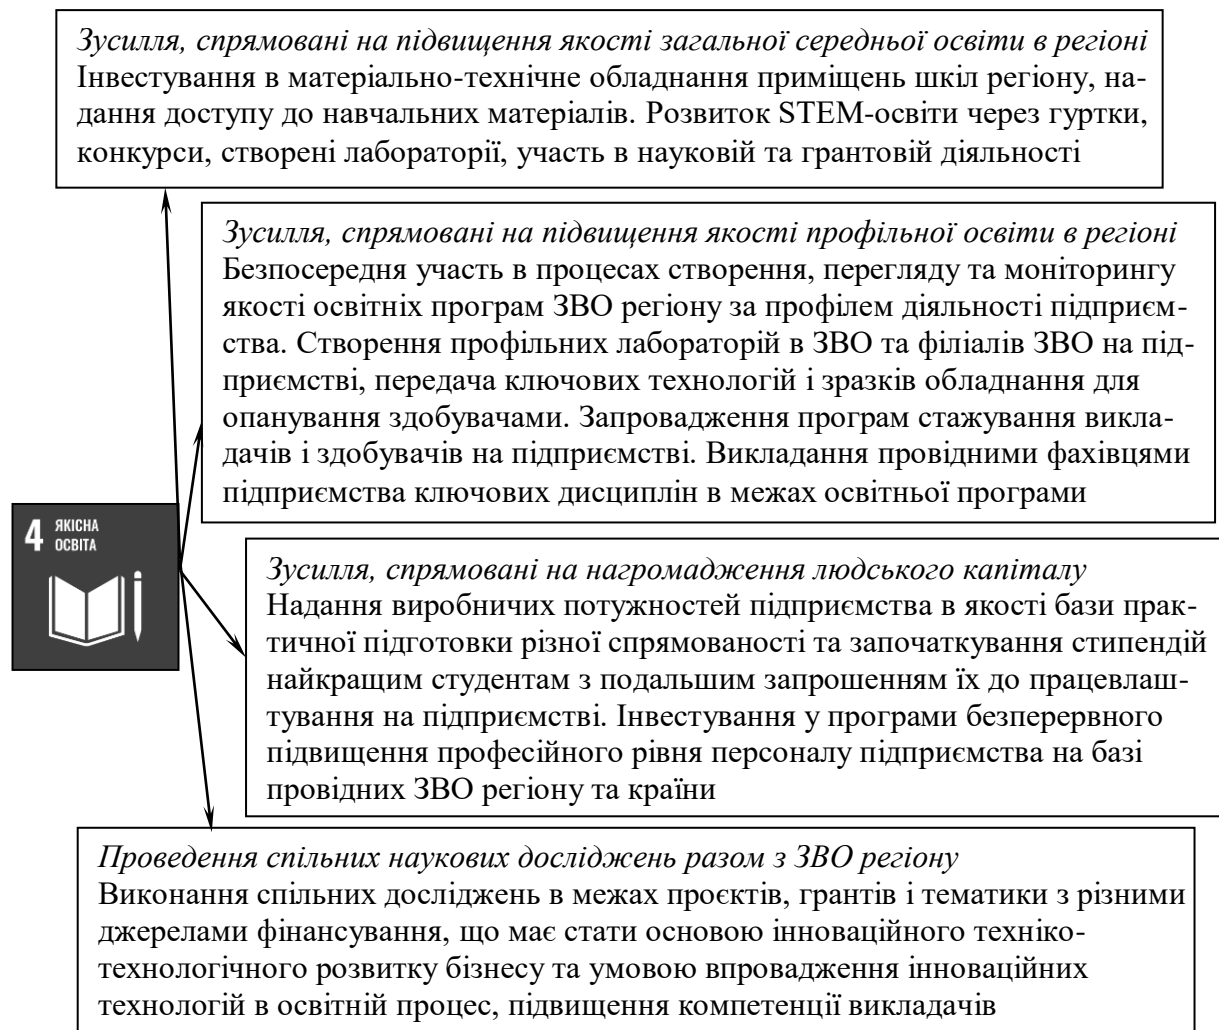 Зусилля, спрямовані на підвищення якості загальної середньої освіти в регіоні
Інвестування в матеріально-технічне обладнання приміщень шкіл регіону, на-
дання доступу до навчальних матеріалів. Розвиток STEM-освіти через гуртки,
конкурси, створені лабораторії, участь в науковій та грантовій діяльності
Зусилля, спрямовані на підвищення якості профільної освіти в регіоні
Безпосередня участь в процесах створення, перегляду та моніторингу
якості освітніх програм ЗВО регіону за профілем діяльності підприєм-
ства. Створення профільних лабораторій в ЗВО та філіалів ЗВО на під-
приємстві, передача ключових технологій і зразків обладнання для
опанування здобувачами. Запровадження програм стажування викла-
дачів і здобувачів на підприємстві. Викладання провідними фахівцями
підприємства ключових дисциплін в межах освітньої програми
4 ЯКІСНА
ОСВІТА
Зусилля, спрямовані на нагромадження людського капіталу
Надання виробничих потужностей підприємства в якості бази прак-
тичної підготовки різної спрямованості та започаткування стипендій
найкращим студентам з подальшим запрошенням їх до працевлаш-
тування на підприємстві. Інвестування у програми безперервного
підвищення професійного рівня персоналу підприємства на базі
провідних ЗВО регіону та країни
Проведення спільних наукових досліджень разом з ЗВО регіону
Виконання спільних досліджень в межах проєктів, грантів і тематики з різними
джерелами фінансування, що має стати основою інноваційного техніко-
технологічного розвитку бізнесу та умовою впровадження інноваційних
технологій в освітній процес, підвищення компетенції викладачів